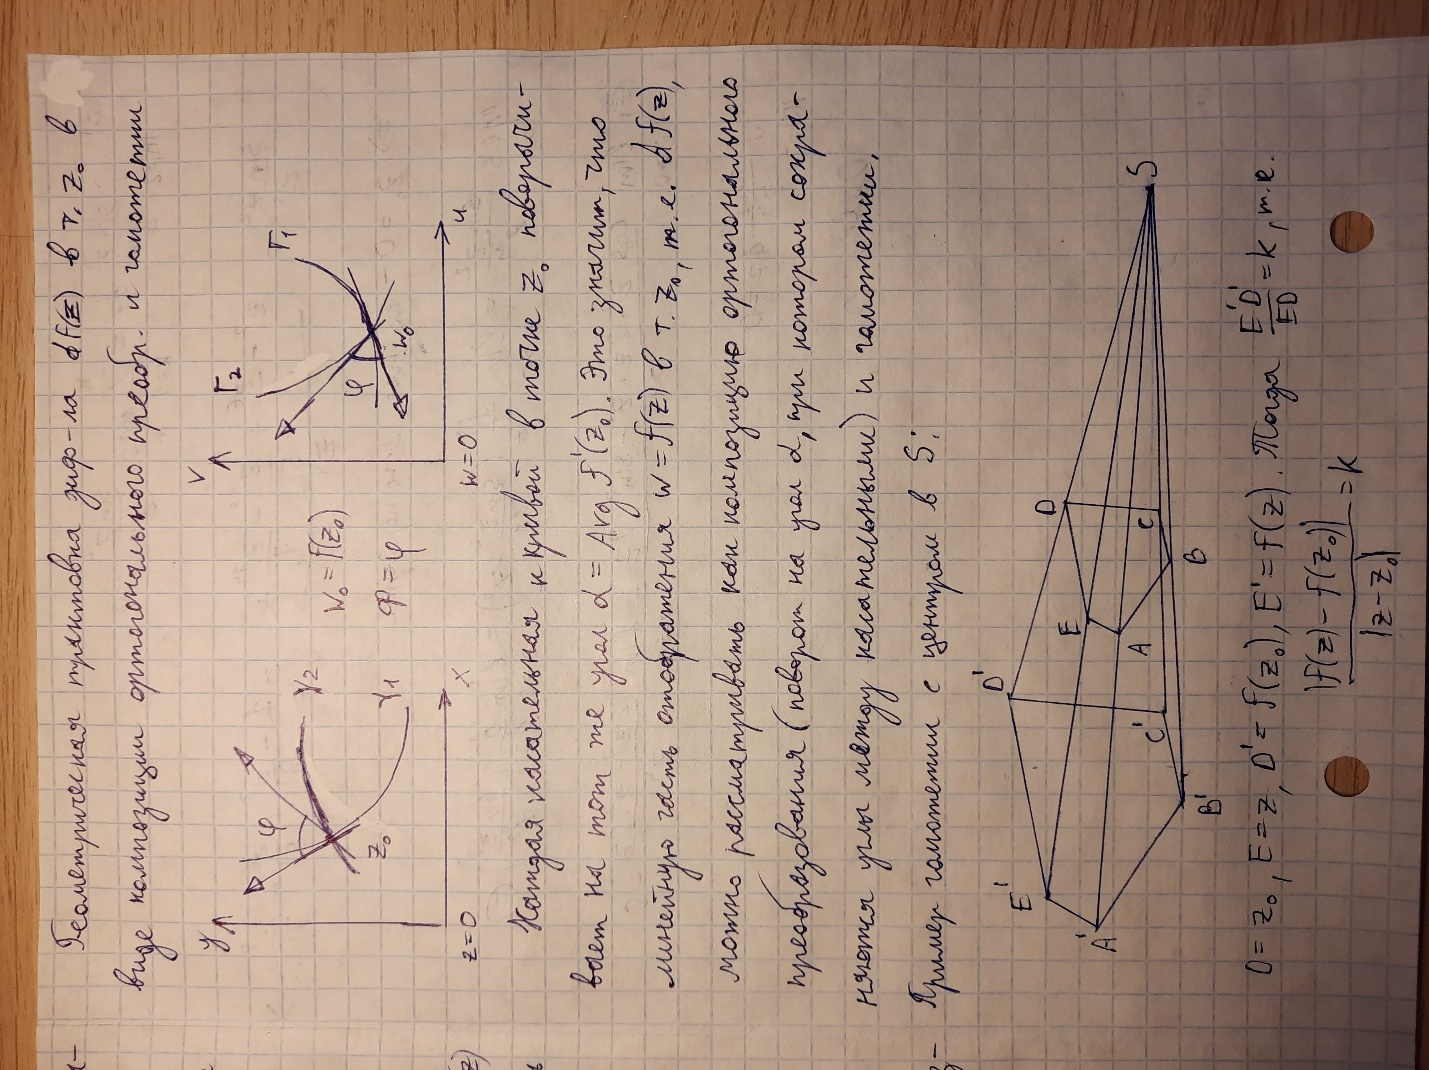 Геометрическая трактовка диф-ла df(z) в т. z₀ в
виде композиции ортогонального преобр. и гомотетии
y
φ
γ₂
γ₁
z₀
z=0
x
w₀ = f(z₀)
φ = φ
v
Γ₂
Γ₁
φ
w₀
w=0
u
Каждая касательная к кривой в точке z₀ поворачи-
вает на тот же угол α = Arg f'(z₀). Это значит, что
линейную часть отображения w = f(z) в т. z₀, т.е. df(z),
можно рассматривать как композицию ортогонального
преобразования (поворот на угол α, при котором сохра-
няются углы между касательными) и гомотетии.
Пример гомотетии с центром в S:
E'
D'
A'
C'
B'
E
D
A
C
B
S
D = z₀, E = z, D' = f(z₀), E' = f(z). Тогда E'D'/ED = k, т.е.
|f(z) - f(z₀)|/|z - z₀| = k
z)